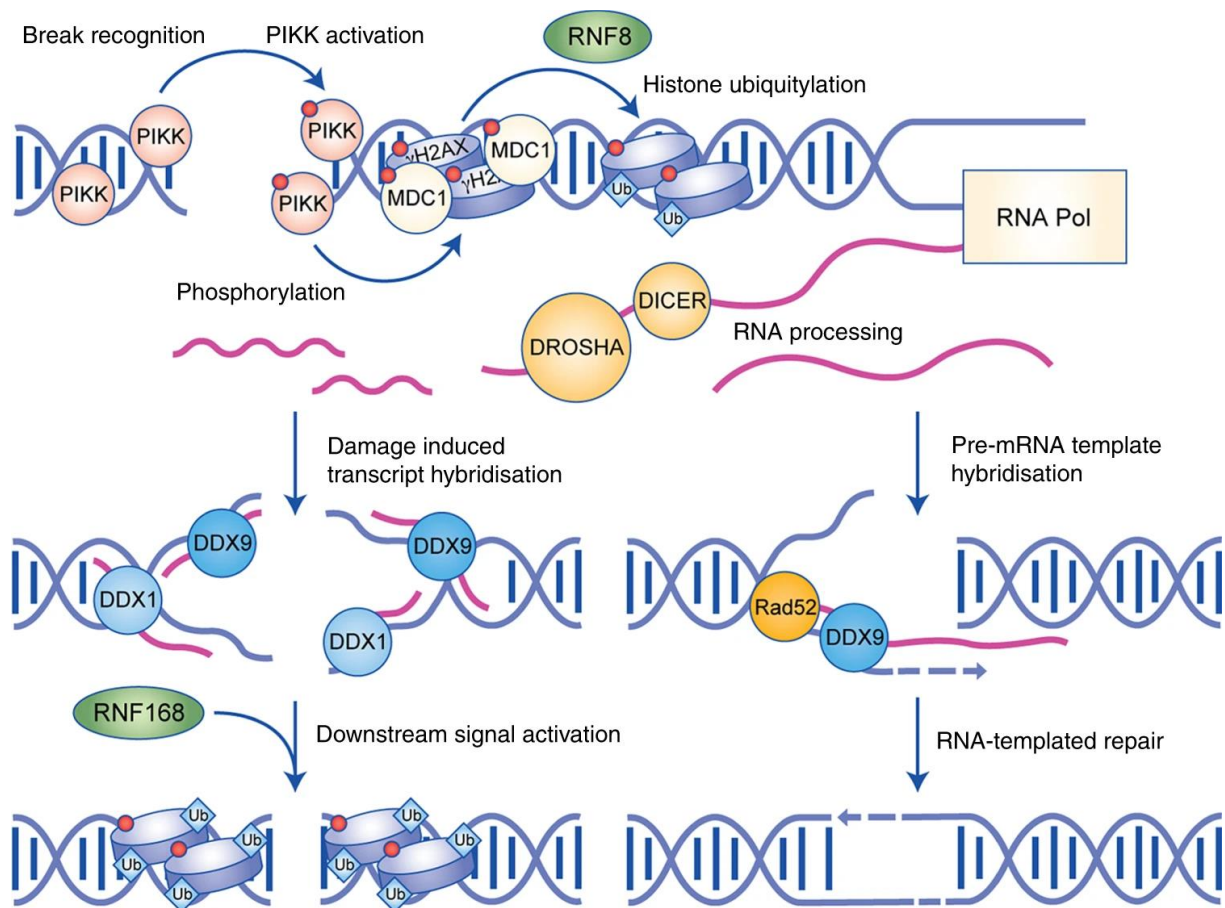 Break recognition
PIKK activation
RNF8
Histone ubiquitylation
PIKK
PIKK
PIKK
PIKK
γH2AX
MDC1
γH2A
MDC1
Ub
Ub
RNA Pol
Phosphorylation
DICER
DROSHA
RNA processing
Damage induced
transcript hybridisation
Pre-mRNA template
hybridisation
DDX9
DDX1
DDX9
DDX1
Rad52
DDX9
RNF168
Downstream signal activation
RNA-templated repair
Ub
Ub
Ub
Ub
Ub
Ub
Ub
Ub